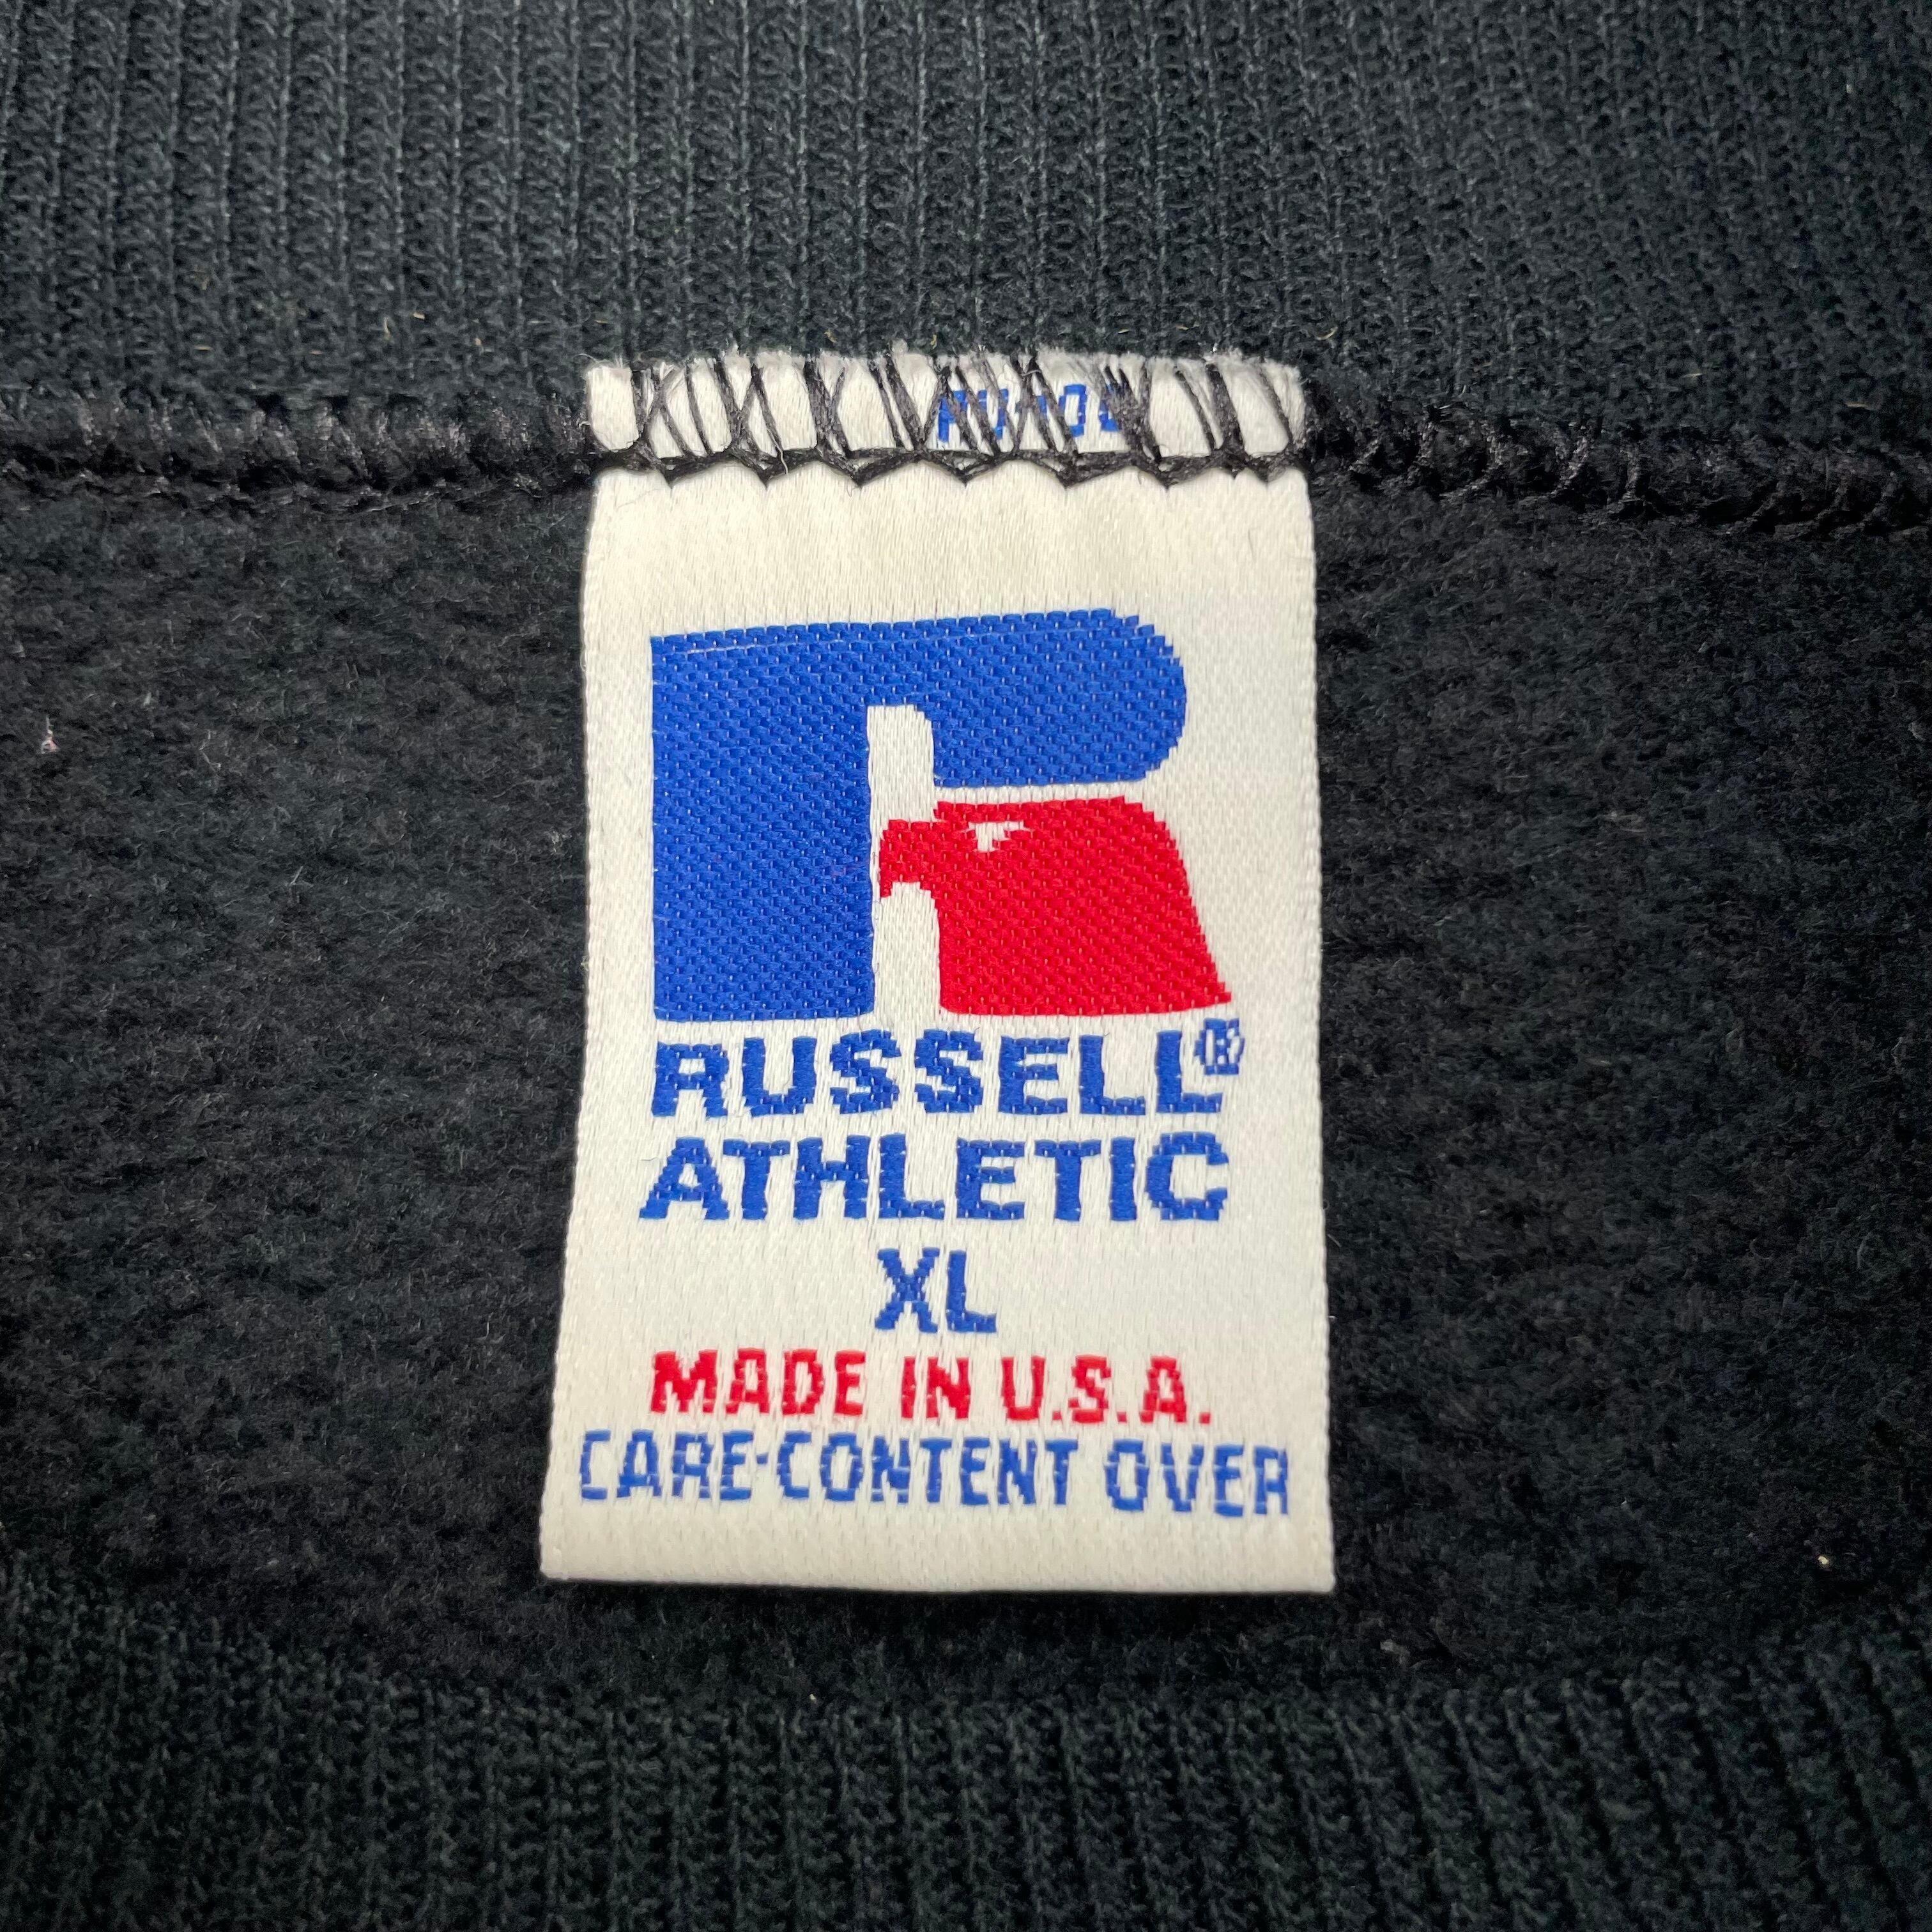 RUSSELL®
ATHLETIC
XL
MADE IN U.S.A.
CARE·CONTENT OVER